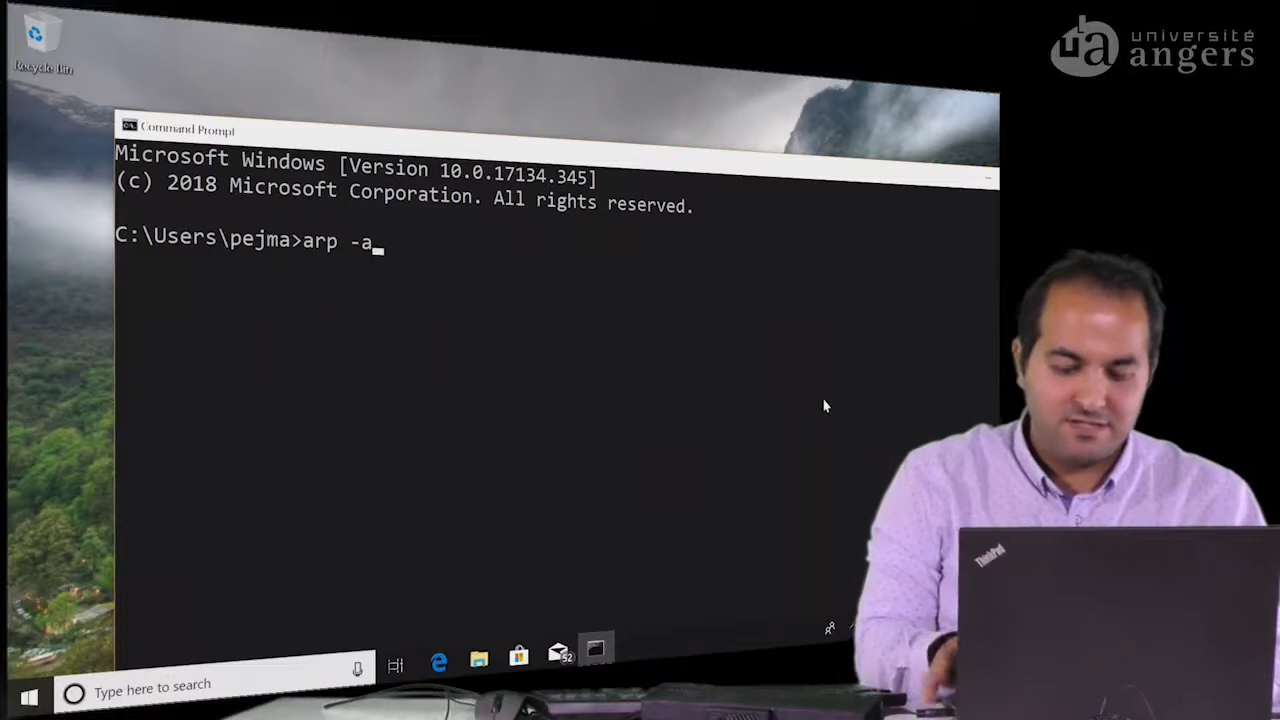 Recycle Bin
université
angers
Command Prompt
Microsoft Windows [Version 10.0.17134.345]
(c) 2018 Microsoft Corporation. All rights reserved.
C:\Users\pejma>arp -a_
ThinkPad
52
Type here to search